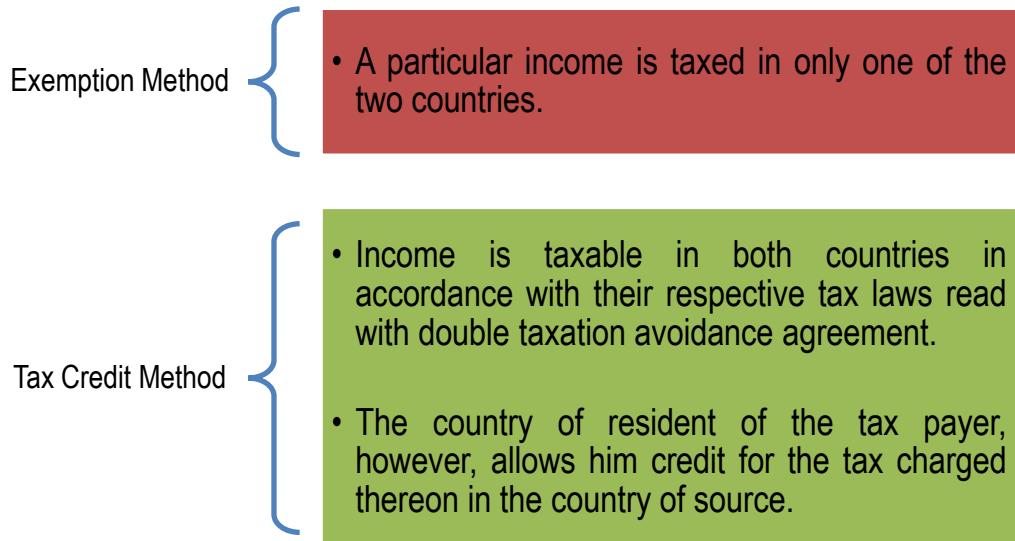 Exemption Method
• A particular income is taxed in only one of the
two countries.
Tax Credit Method
• Income is taxable in both countries in
accordance with their respective tax laws read
with double taxation avoidance agreement.
• The country of resident of the tax payer,
however, allows him credit for the tax charged
thereon in the country of source.